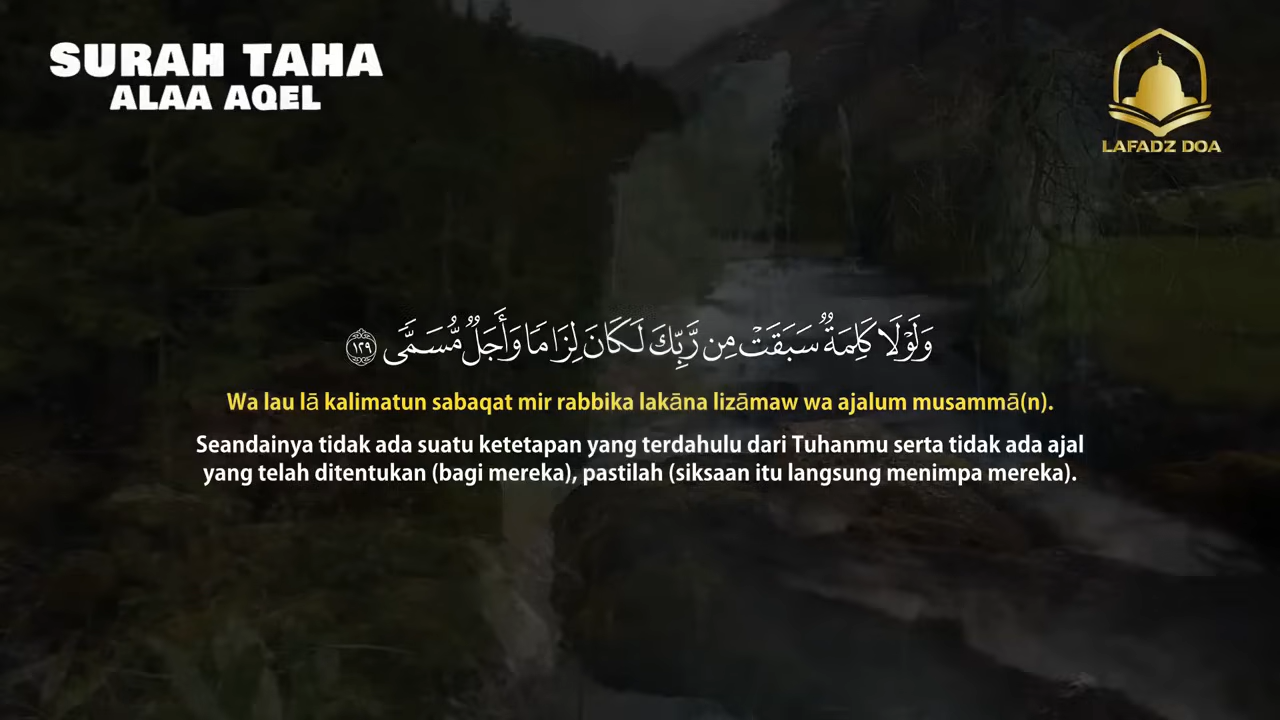 SURAH TAHA
ALAA AQEL
LAFADZ DOA
وَلَوْلَا كَلِمَةٌ سَبَقَتْ مِن رَّبِّكَ لَكَانَ لِزَامًا وَأَجَلٌ مُّسَمًّى ١٢٩
Wa lau lā kalimatun sabaqat mir rabbika lakāna lizāmaw wa ajalum musammā(n).
Seandainya tidak ada suatu ketetapan yang terdahulu dari Tuhanmu serta tidak ada ajal
yang telah ditentukan (bagi mereka), pastilah (siksaan itu langsung menimpa mereka).